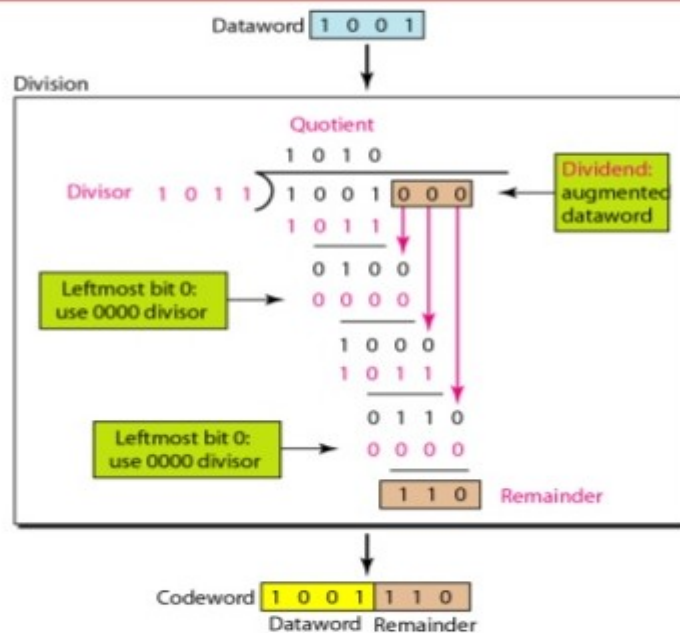 Dataword 1 0 0 1
Division
Quotient
1 0 1 0
Divisor 1 0 1 1 1 0 0 1 0 0 0
Dividend:
augmented
dataword
1 0 1 1
0 1 0 0
Leftmost bit 0:
use 0000 divisor
0 0 0 0
1 0 0 0
1 0 1 1
0 1 1 0
Leftmost bit 0:
use 0000 divisor
0 0 0 0
1 1 0 Remainder
Codeword 1 0 0 1 1 1 0
Dataword Remainder